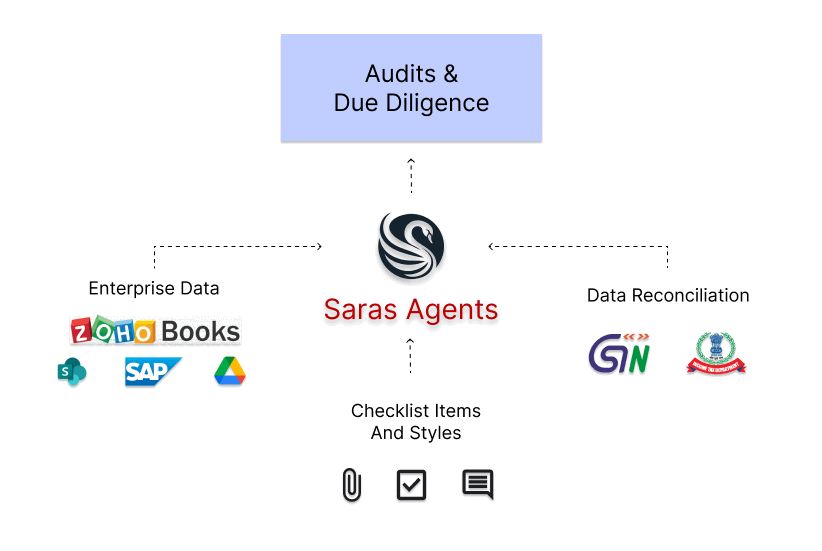 Audits &
Due Diligence
Saras Agents
Enterprise Data
ZOHO Books
S
SAP
Data Reconciliation
GSTN
INCOME TAX DEPARTMENT
Checklist Items
And Styles